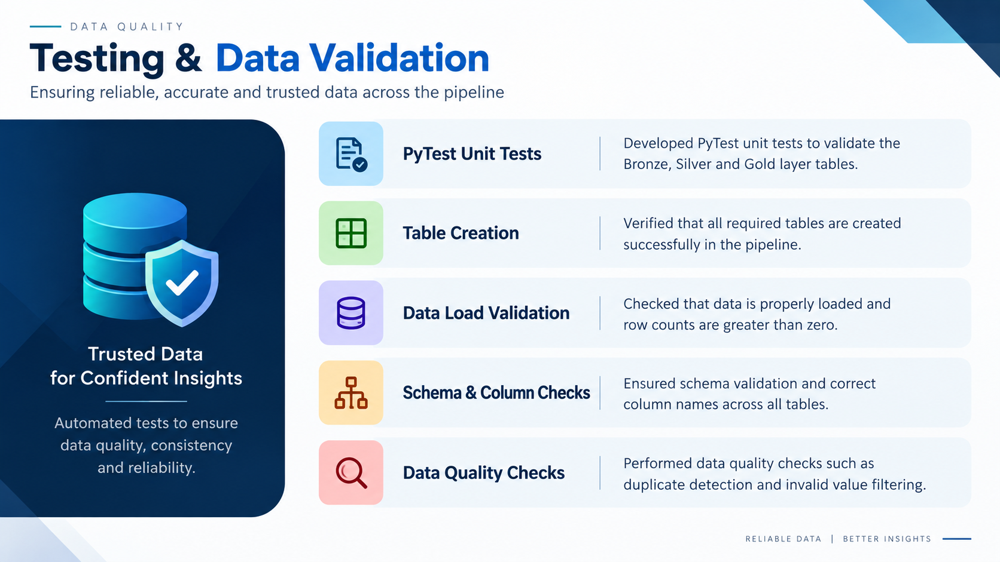 DATA QUALITY
Testing & Data Validation
Ensuring reliable, accurate and trusted data across the pipeline
Trusted Data
for Confident Insights
Automated tests to ensure
data quality, consistency
and reliability.
PyTest Unit Tests
Developed PyTest unit tests to validate the
Bronze, Silver and Gold layer tables.
Table Creation
Verified that all required tables are created
successfully in the pipeline.
Data Load Validation
Checked that data is properly loaded and
row counts are greater than zero.
Schema & Column Checks
Ensured schema validation and correct
column names across all tables.
Data Quality Checks
Performed data quality checks such as
duplicate detection and invalid value filtering.
RELIABLE DATA | BETTER INSIGHTS